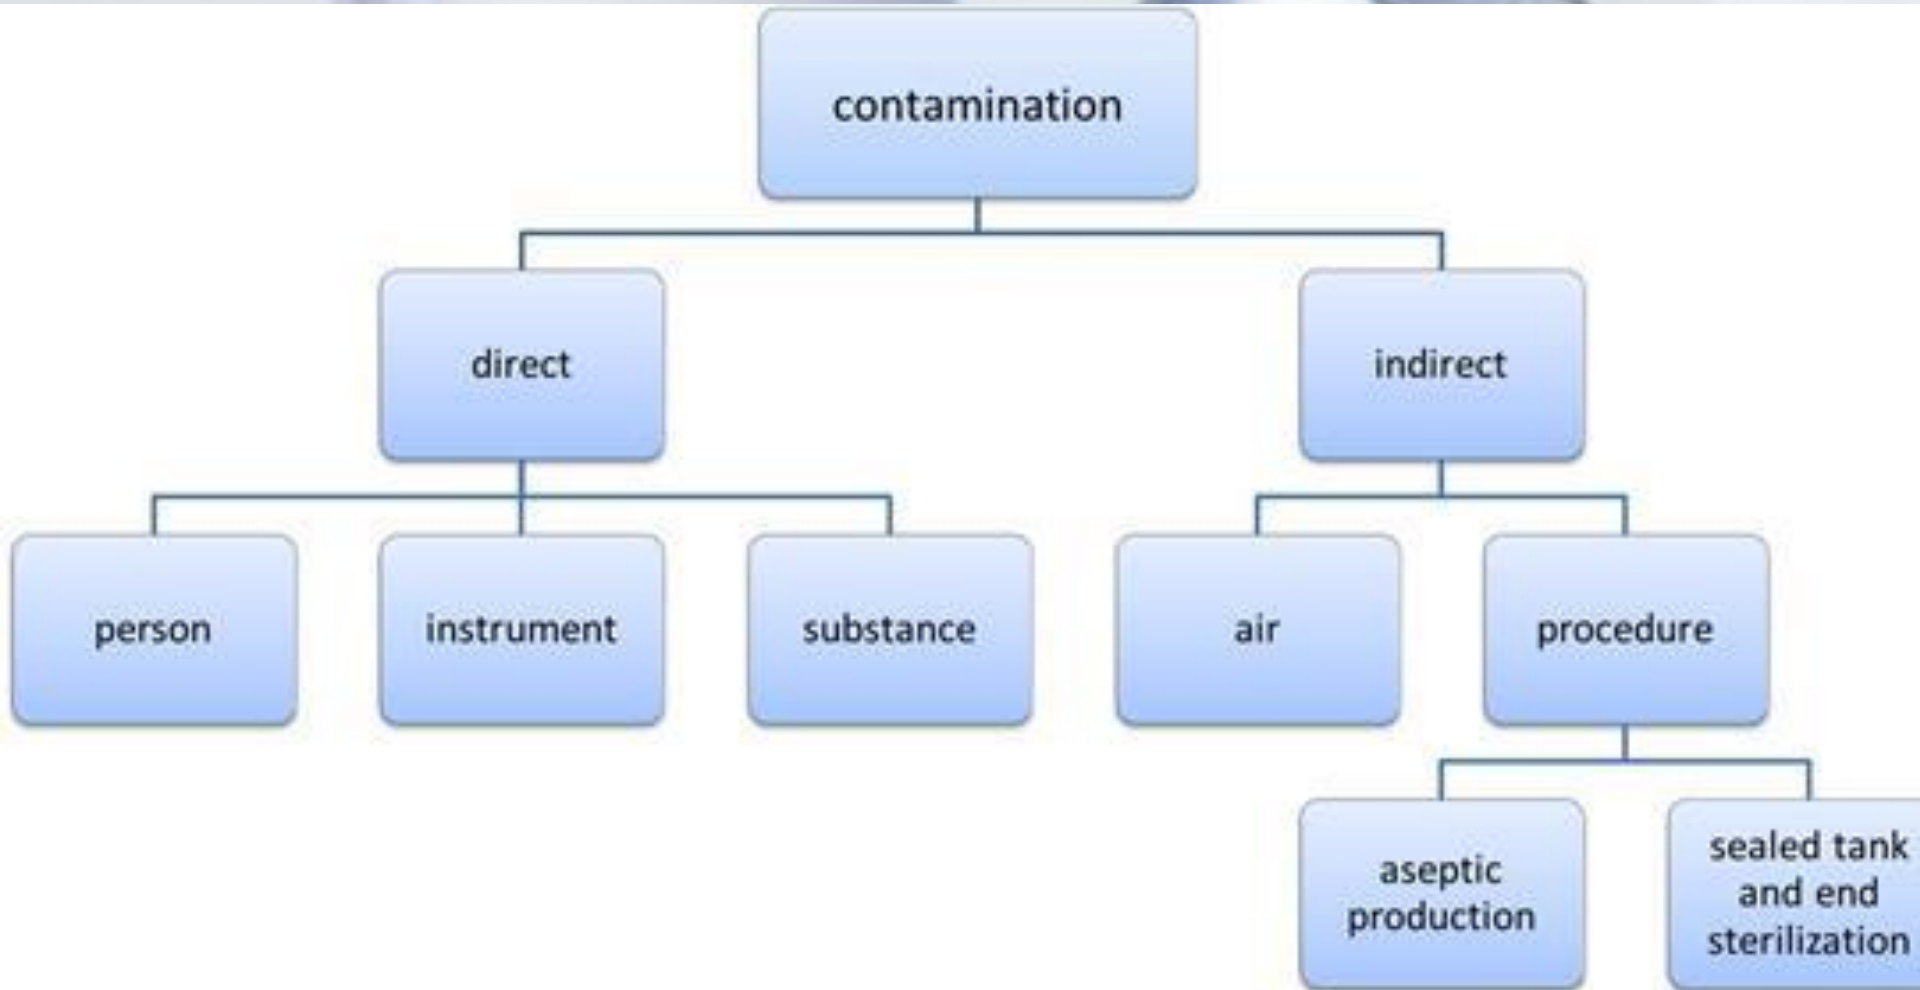 contamination
direct
indirect
person
instrument
substance
air
procedure
aseptic
production
sealed tank
and end
sterilization